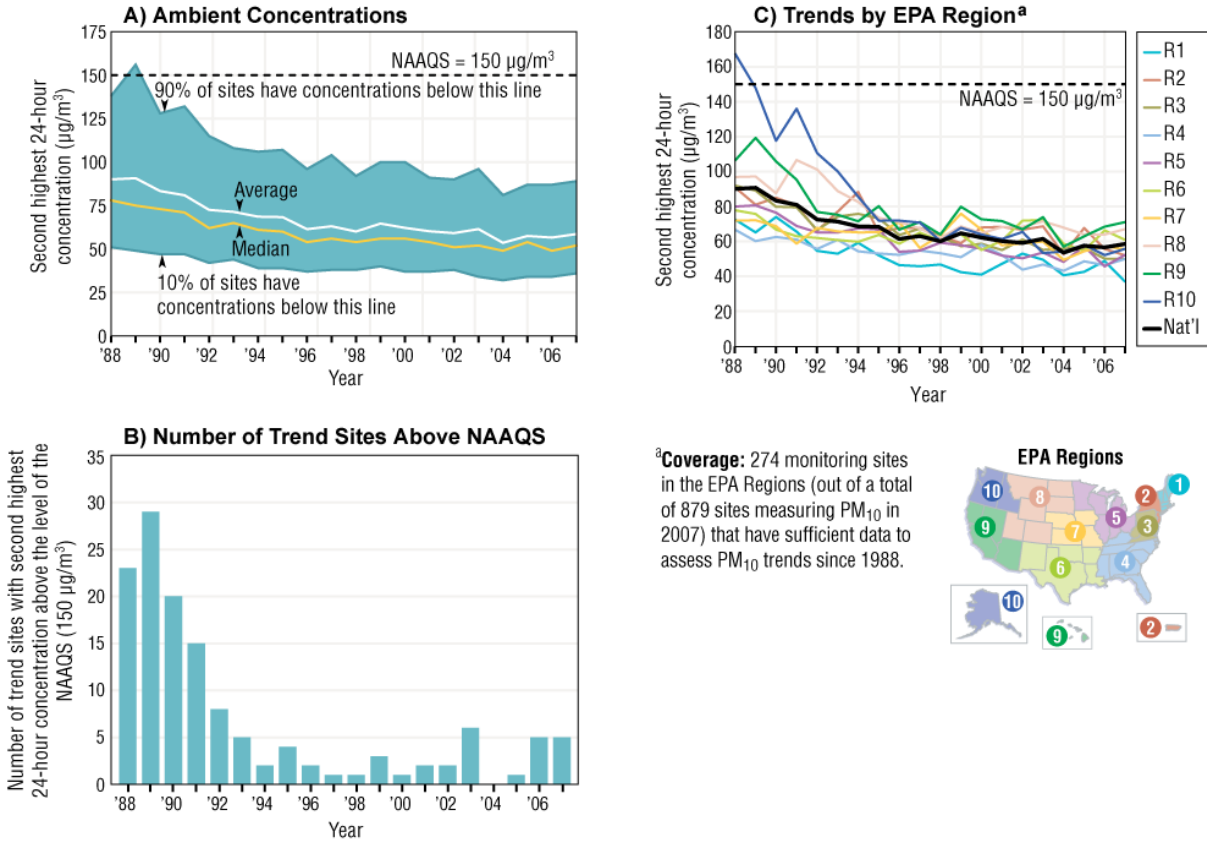 A) Ambient Concentrations
Second highest 24-hour
concentration (µg/m³)
175
150
125
100
75
50
25
0
NAAQS = 150 µg/m³
90% of sites have concentrations below this line
Average
Median
10% of sites have
concentrations below this line
'88 '90 '92 '94 '96 '98 '00 '02 '04 '06
Year
C) Trends by EPA Regionᵃ
Second highest 24-hour
concentration (µg/m³)
180
160
140
120
100
80
60
40
20
0
NAAQS = 150 µg/m³
'88 '90 '92 '94 '96 '98 '00 '02 '04 '06
Year
R1
R2
R3
R4
R5
R6
R7
R8
R9
R10
Nat'l
B) Number of Trend Sites Above NAAQS
Number of trend sites with second highest
24-hour concentration above the level of the
NAAQS (150 µg/m³)
35
30
25
20
15
10
5
0
'88 '90 '92 '94 '96 '98 '00 '02 '04 '06
Year
ᵃCoverage: 274 monitoring sites
in the EPA Regions (out of a total
of 879 sites measuring PM₁₀ in
2007) that have sufficient data to
assess PM₁₀ trends since 1988.
EPA Regions
10
8
2
1
5
3
9
7
4
6
10
9
2